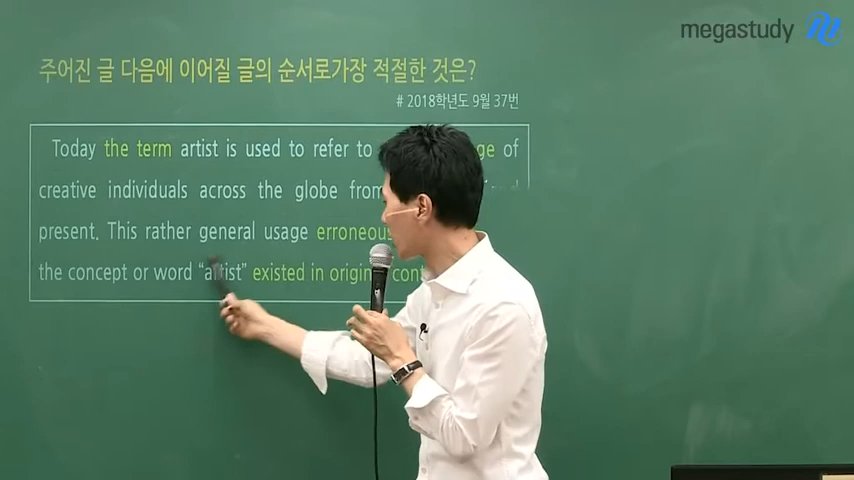 megastudy
주어진 글 다음에 이어질 글의 순서로가장 적절한 것은?
# 2018학년도 9월 37번
Today the term artist is used to refer to of
creative individuals across the globe from
present. This rather general usage
the concept or word “artist” existed in